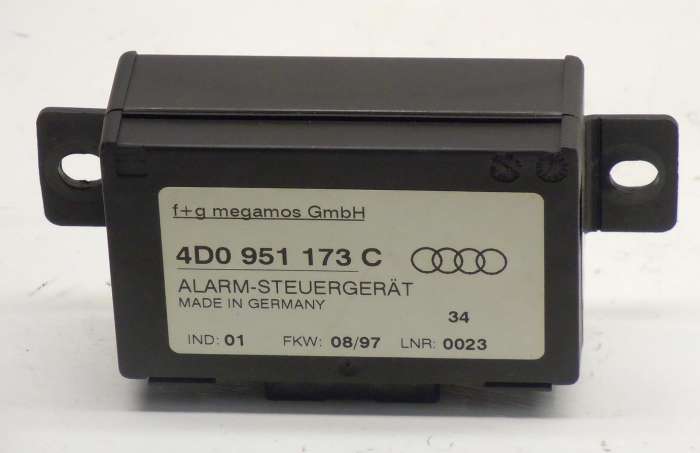 f+g megamos GmbH
4D0 951 173 C
ALARM-STEUERGERÄT
MADE IN GERMANY
34
IND: 01 FKW: 08/97 LNR: 0023